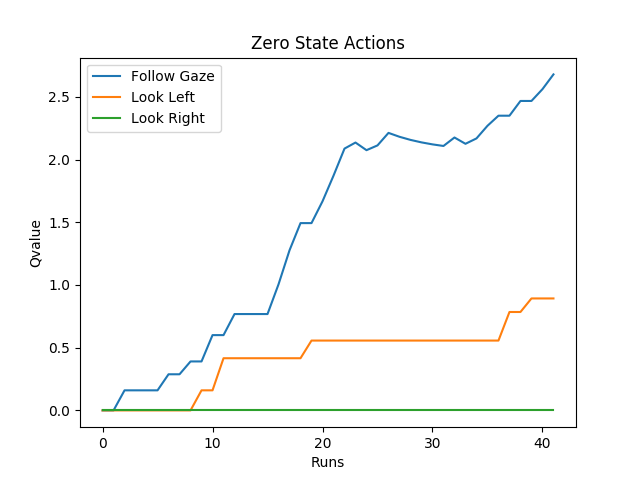 Zero State Actions
Follow Gaze
Look Left
Look Right
2.5
2.0
1.5
1.0
0.5
0.0
Qvalue
0 10 20 30 40
Runs